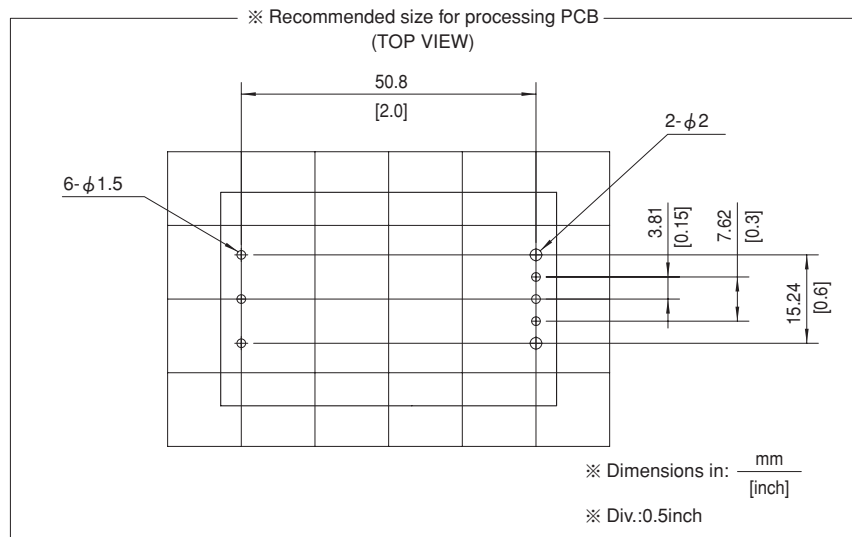 ※ Recommended size for processing PCB
(TOP VIEW)
50.8
[2.0]
2-φ2
6-φ1.5
3.81
[0.15]
7.62
[0.3]
15.24
[0.6]
※ Dimensions in: mm
[inch]
※ Div.:0.5inch